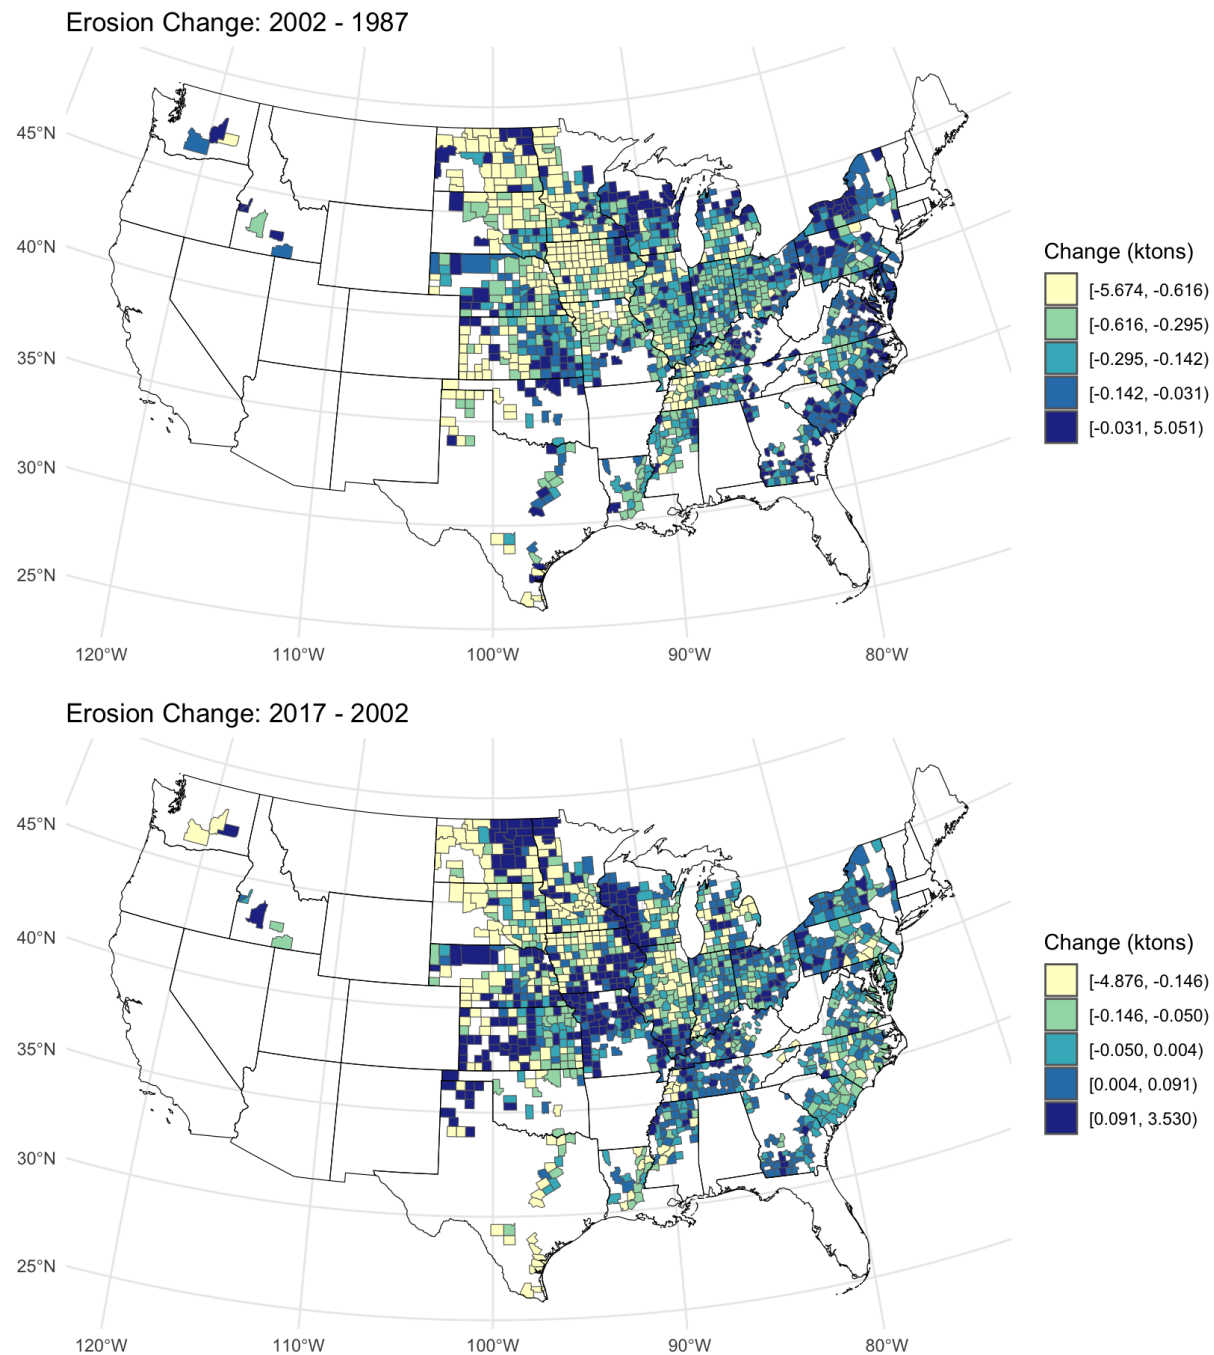 Erosion Change: 2002 - 1987
45°N
40°N
35°N
30°N
25°N
120°W 110°W 100°W 90°W 80°W
Change (ktons)
[-5.674, -0.616)
[-0.616, -0.295)
[-0.295, -0.142)
[-0.142, -0.031)
[-0.031, 5.051)
Erosion Change: 2017 - 2002
45°N
40°N
35°N
30°N
25°N
120°W 110°W 100°W 90°W 80°W
Change (ktons)
[-4.876, -0.146)
[-0.146, -0.050)
[-0.050, 0.004)
[0.004, 0.091)
[0.091, 3.530)